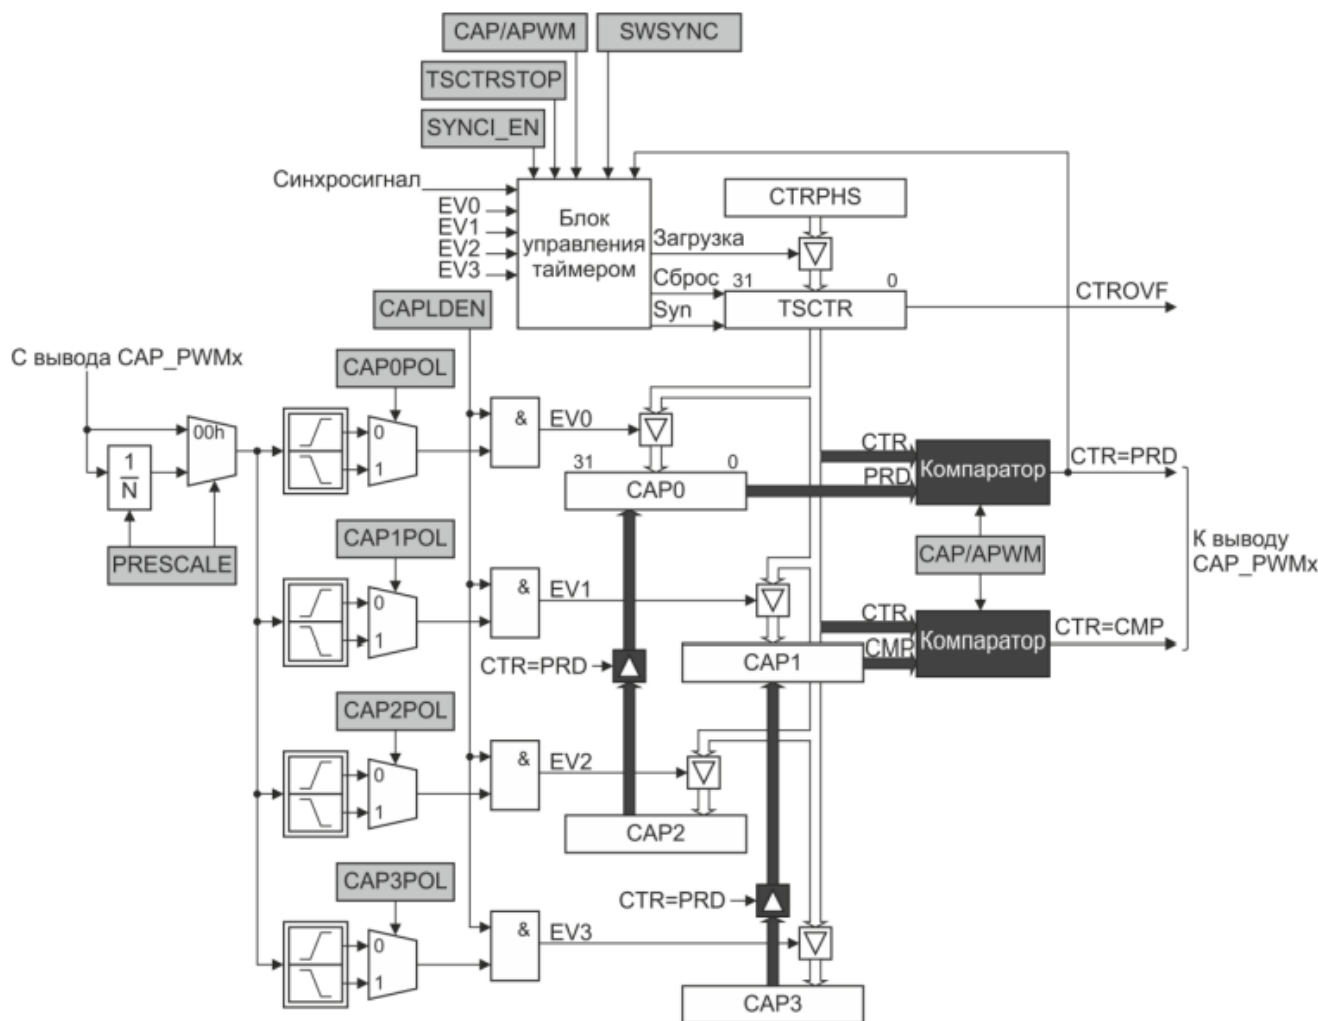 CAP/APWM
SWSYNC
TSCTRSTOP
SYNCI_EN
Синхросигнал
EV0
EV1
EV2
EV3
Блок
управления
таймером
CTRPHS
Загрузка
Сброс
Syn
31
0
TSCTR
CTROVF
CAPLDEN
С вывода CAP_PWMx
CAP0POL
00h
0
1
&
EV0
1
N
PRESCALE
31
0
CAP0
CTR
PRD
Компаратор
CTR=PRD
CAP/APWM
К выводу
CAP_PWMx
CAP1POL
0
1
&
EV1
CTR
CMP
Компаратор
CTR=CMP
CAP1
CTR=PRD
CAP2POL
0
1
&
EV2
CAP2
CAP3POL
CTR=PRD
0
1
&
EV3
CAP3